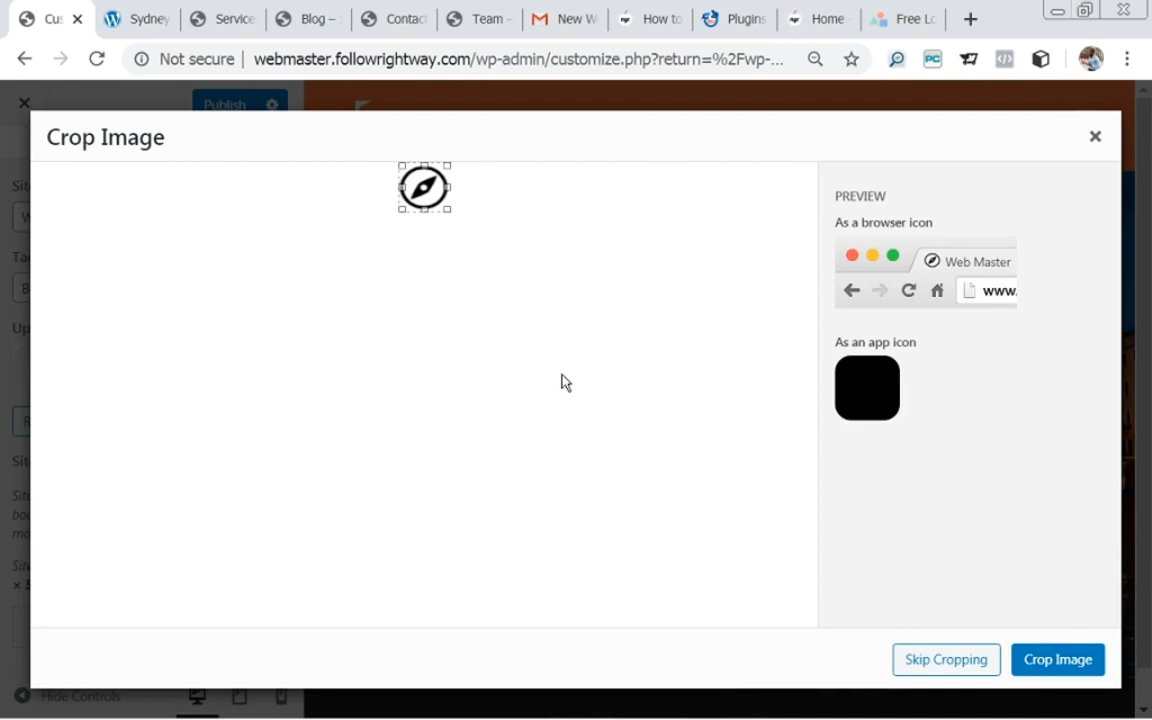 Cus
Sydney
Service
Blog –
Contac
Team -
New W
How to
Plugins
Home
Free Lo
Not secure
webmaster.followrightway.com/wp-admin/customize.php?return=%2Fwp-...
PC
Publish
Crop Image
PREVIEW
As a browser icon
Web Master
www.
As an app icon
Skip Cropping
Crop Image
Hide Controls